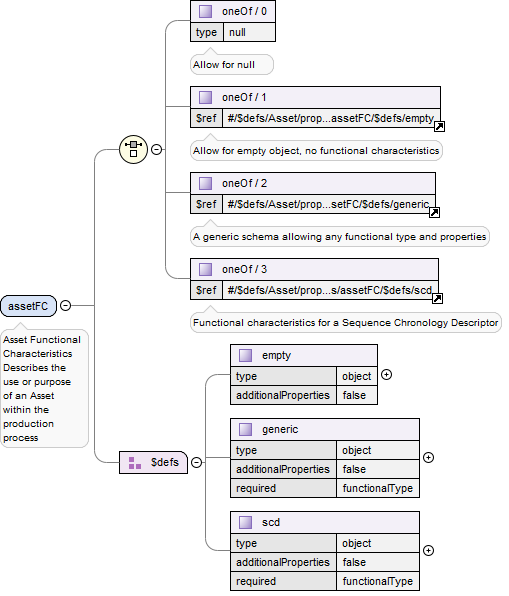 oneOf / 0
type null
Allow for null
oneOf / 1
$ref #/$defs/Asset/prop...assetFC/$defs/empty
Allow for empty object, no functional characteristics
oneOf / 2
$ref #/$defs/Asset/prop...setFC/$defs/generic
A generic schema allowing any functional type and properties
oneOf / 3
$ref #/$defs/Asset/prop...s/assetFC/$defs/scd
Functional characteristics for a Sequence Chronology Descriptor
assetFC
Asset Functional
Characteristics
Describes the
use or purpose
of an Asset
within the
production
process
$defs
empty
type object
additionalProperties false
generic
type object
additionalProperties false
required functionalType
scd
type object
additionalProperties false
required functionalType